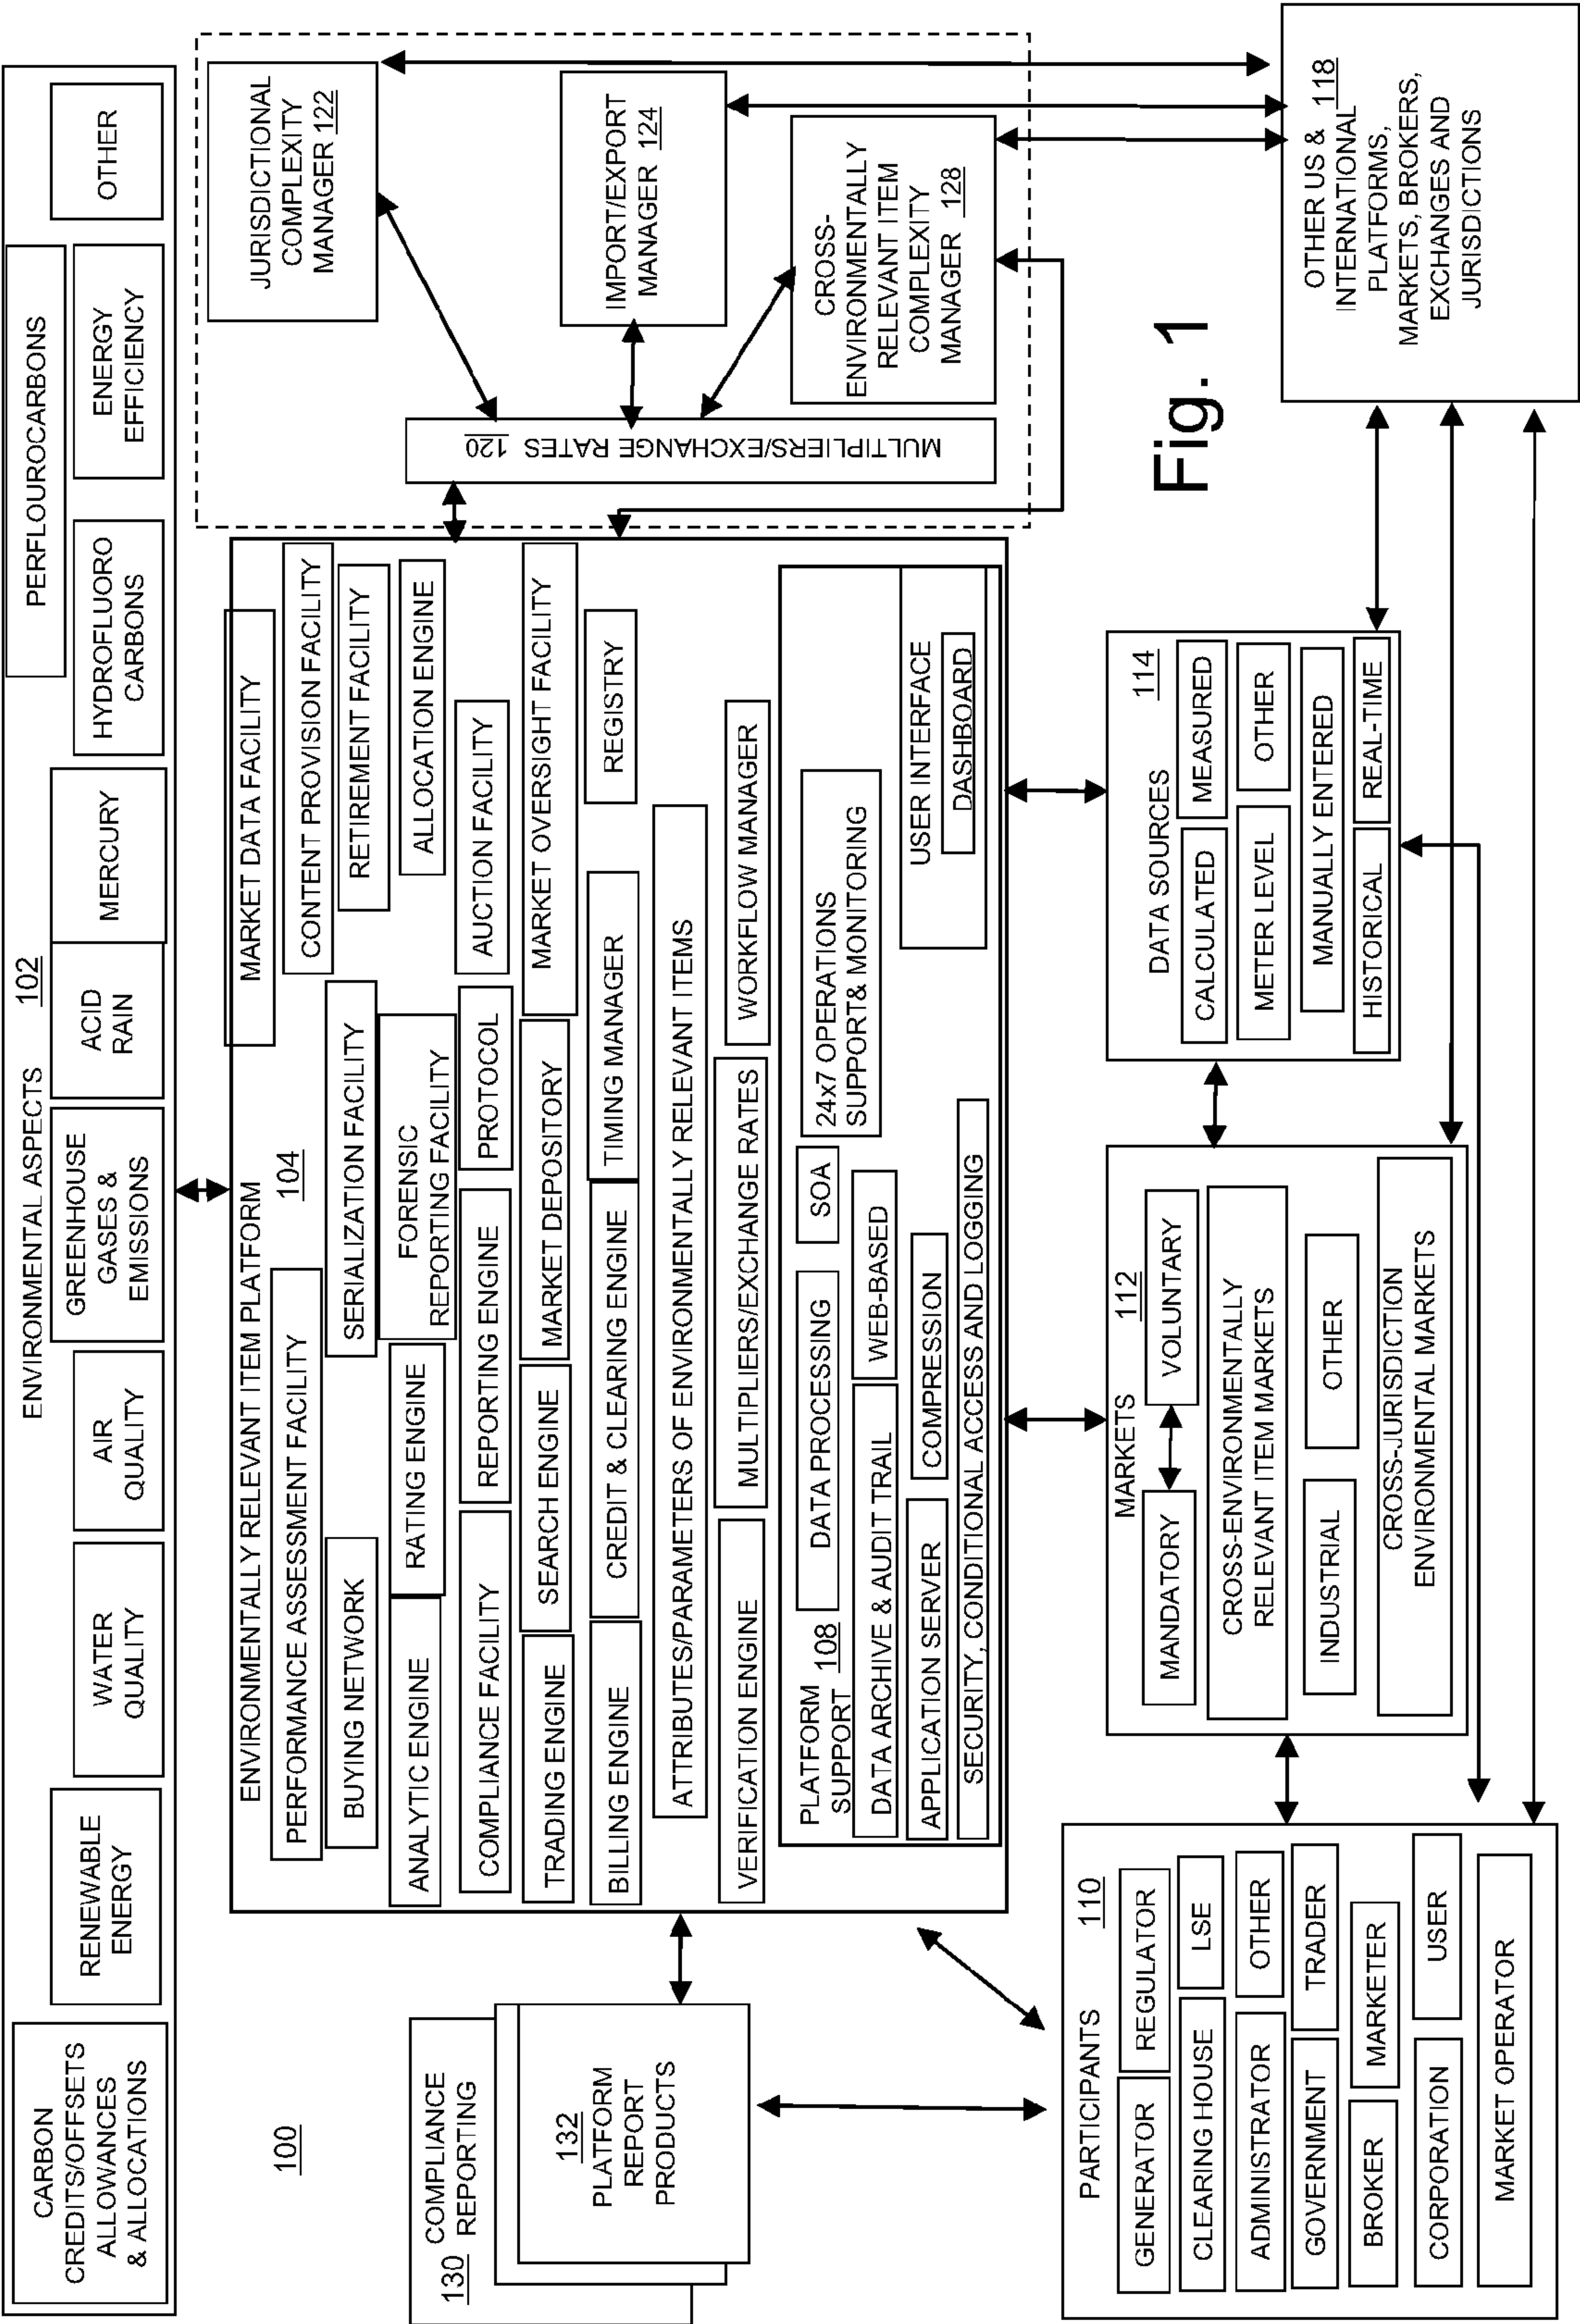 ENVIRONMENTAL ASPECTS 102
CARBON
CREDITS/OFFSETS
ALLOWANCES
& ALLOCATIONS
RENEWABLE
ENERGY
WATER
QUALITY
AIR
QUALITY
GREENHOUSE
GASES &
EMISSIONS
ACID
RAIN
MERCURY
HYDROFLUORO
CARBONS
PERFLOUROCARBONS
ENERGY
EFFICIENCY
OTHER
100
ENVIRONMENTALLY RELEVANT ITEM PLATFORM
104
MARKET DATA FACILITY
PERFORMANCE ASSESSMENT FACILITY
CONTENT PROVISION FACILITY
BUYING NETWORK
SERIALIZATION FACILITY
RETIREMENT FACILITY
ANALYTIC ENGINE
RATING ENGINE
FORENSIC
REPORTING FACILITY
ALLOCATION ENGINE
COMPLIANCE FACILITY
REPORTING ENGINE
PROTOCOL
AUCTION FACILITY
TRADING ENGINE
SEARCH ENGINE
MARKET DEPOSITORY
MARKET OVERSIGHT FACILITY
BILLING ENGINE
CREDIT & CLEARING ENGINE
TIMING MANAGER
REGISTRY
ATTRIBUTES/PARAMETERS OF ENVIRONMENTALLY RELEVANT ITEMS
VERIFICATION ENGINE
MULTIPLIERS/EXCHANGE RATES
WORKFLOW MANAGER
PLATFORM
SUPPORT 108
DATA PROCESSING
SOA
24x7 OPERATIONS
SUPPORT& MONITORING
DATA ARCHIVE & AUDIT TRAIL
WEB-BASED
USER INTERFACE
DASHBOARD
APPLICATION SERVER
COMPRESSION
SECURITY, CONDITIONAL ACCESS AND LOGGING
MULTIPLIERS/EXCHANGE RATES 120
JURISDICTIONAL
COMPLEXITY
MANAGER 122
IMPORT/EXPORT
MANAGER 124
CROSS-
ENVIRONMENTALLY
RELEVANT ITEM
COMPLEXITY
MANAGER 128
COMPLIANCE
130 REPORTING
132
PLATFORM
REPORT
PRODUCTS
PARTICIPANTS 110
GENERATOR
REGULATOR
CLEARING HOUSE
LSE
ADMINISTRATOR
OTHER
GOVERNMENT
TRADER
BROKER
MARKETER
CORPORATION
USER
MARKET OPERATOR
MARKETS 112
MANDATORY
VOLUNTARY
CROSS-ENVIRONMENTALLY
RELEVANT ITEM MARKETS
INDUSTRIAL
OTHER
CROSS-JURISDICTION
ENVIRONMENTAL MARKETS
DATA SOURCES 114
CALCULATED
MEASURED
METER LEVEL
OTHER
MANUALLY ENTERED
HISTORICAL
REAL-TIME
Fig. 1
OTHER US & 118
INTERNATIONAL
PLATFORMS,
MARKETS, BROKERS,
EXCHANGES AND
JURISDICTIONS